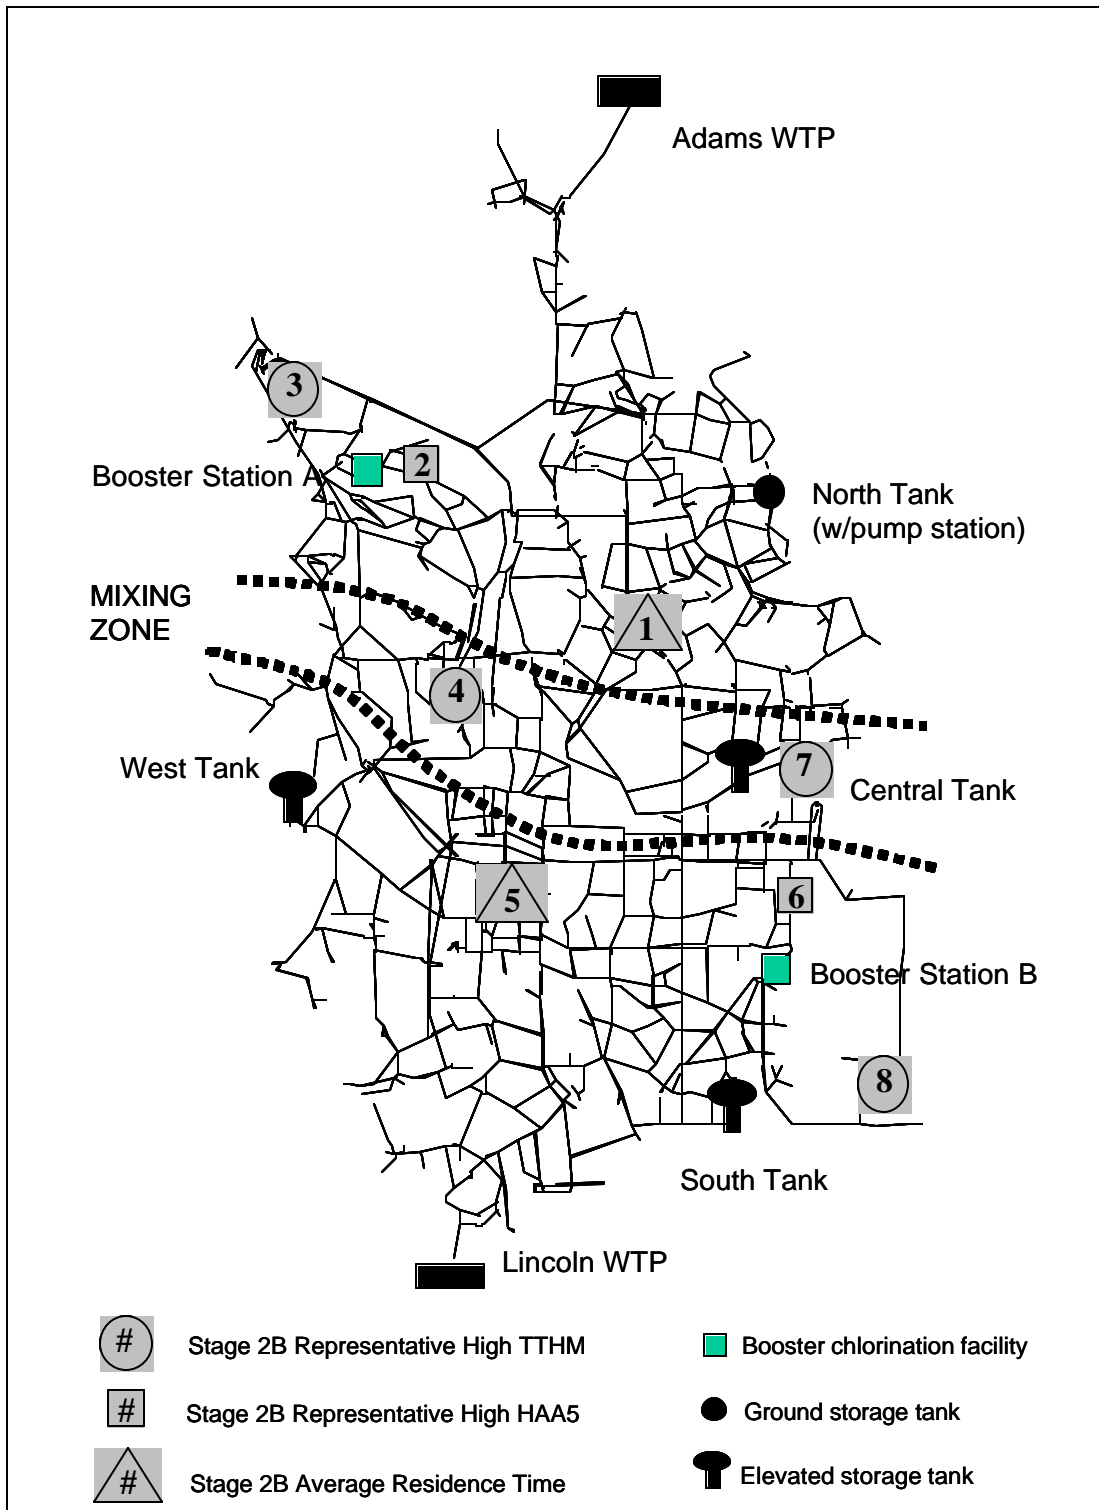 Adams WTP
3
Booster Station A
2
North Tank
(w/pump station)
MIXING
ZONE
1
4
West Tank
7
Central Tank
5
6
Booster Station B
8
South Tank
Lincoln WTP
# Stage 2B Representative High TTHM
Booster chlorination facility
# Stage 2B Representative High HAA5
Ground storage tank
# Stage 2B Average Residence Time
Elevated storage tank